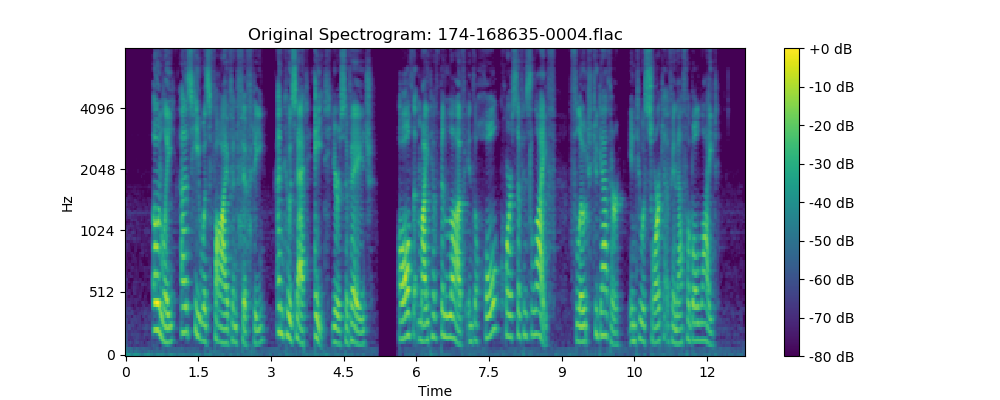 Original Spectrogram: 174-168635-0004.flac
Hz
4096
2048
1024
512
0
0 1.5 3 4.5 6 7.5 9 10 12
Time
+0 dB
-10 dB
-20 dB
-30 dB
-40 dB
-50 dB
-60 dB
-70 dB
-80 dB